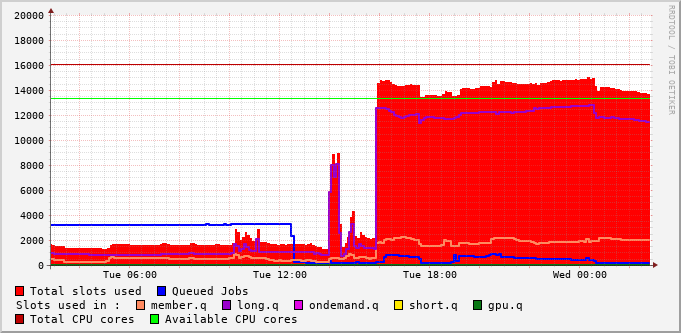 20000
18000
16000
14000
12000
10000
8000
6000
4000
2000
0
Tue 06:00 Tue 12:00 Tue 18:00 Wed 00:00
RRDTOOL / TOBI OETIKER
Total slots used Queued Jobs
Slots used in : member.q long.q ondemand.q short.q gpu.q
Total CPU cores Available CPU cores